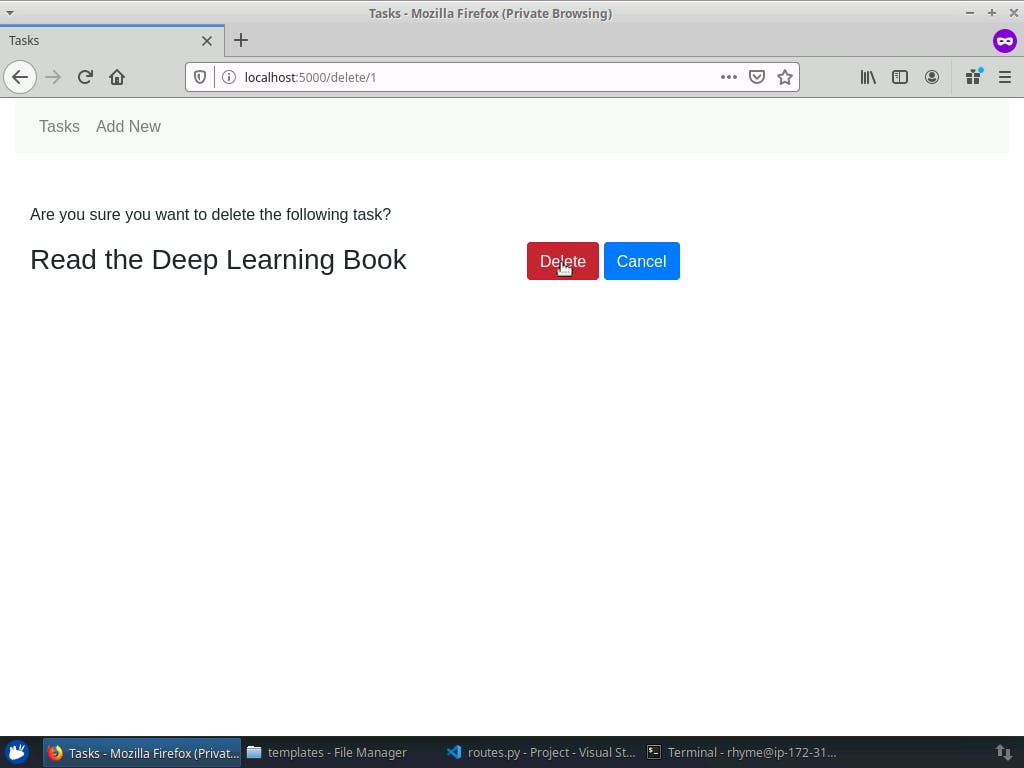 Tasks - Mozilla Firefox (Private Browsing)
Tasks
localhost:5000/delete/1
Tasks Add New
Are you sure you want to delete the following task?
Read the Deep Learning Book
Delete Cancel
Tasks - Mozilla Firefox (Privat... templates - File Manager routes.py - Project - Visual St... Terminal - rhyme@ip-172-31...